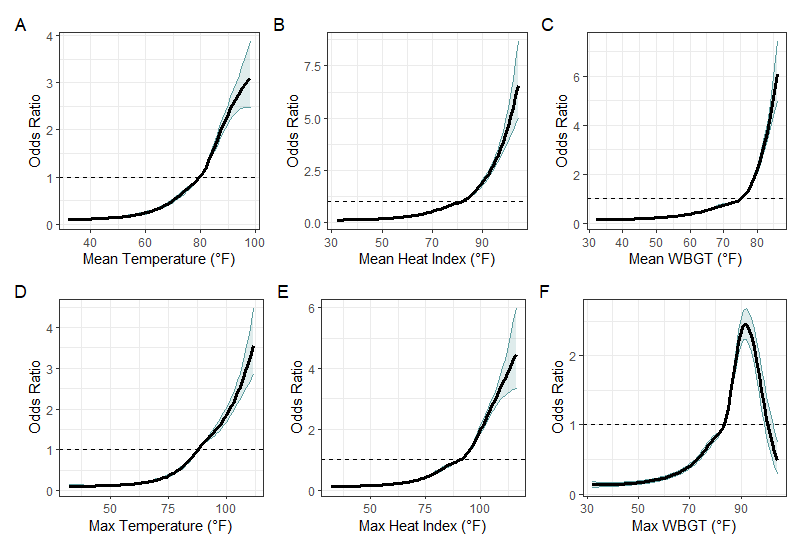 A
B
C
4
3
2
1
0
Odds Ratio
40
60
80
100
Mean Temperature (°F)
7.5
5.0
2.5
0.0
Odds Ratio
30
50
70
90
Mean Heat Index (°F)
6
4
2
0
Odds Ratio
30
40
50
60
70
80
Mean WBGT (°F)
D
E
F
4
3
2
1
0
Odds Ratio
50
75
100
Max Temperature (°F)
6
4
2
0
Odds Ratio
50
75
100
Max Heat Index (°F)
2
1
0
Odds Ratio
30
50
70
90
Max WBGT (°F)